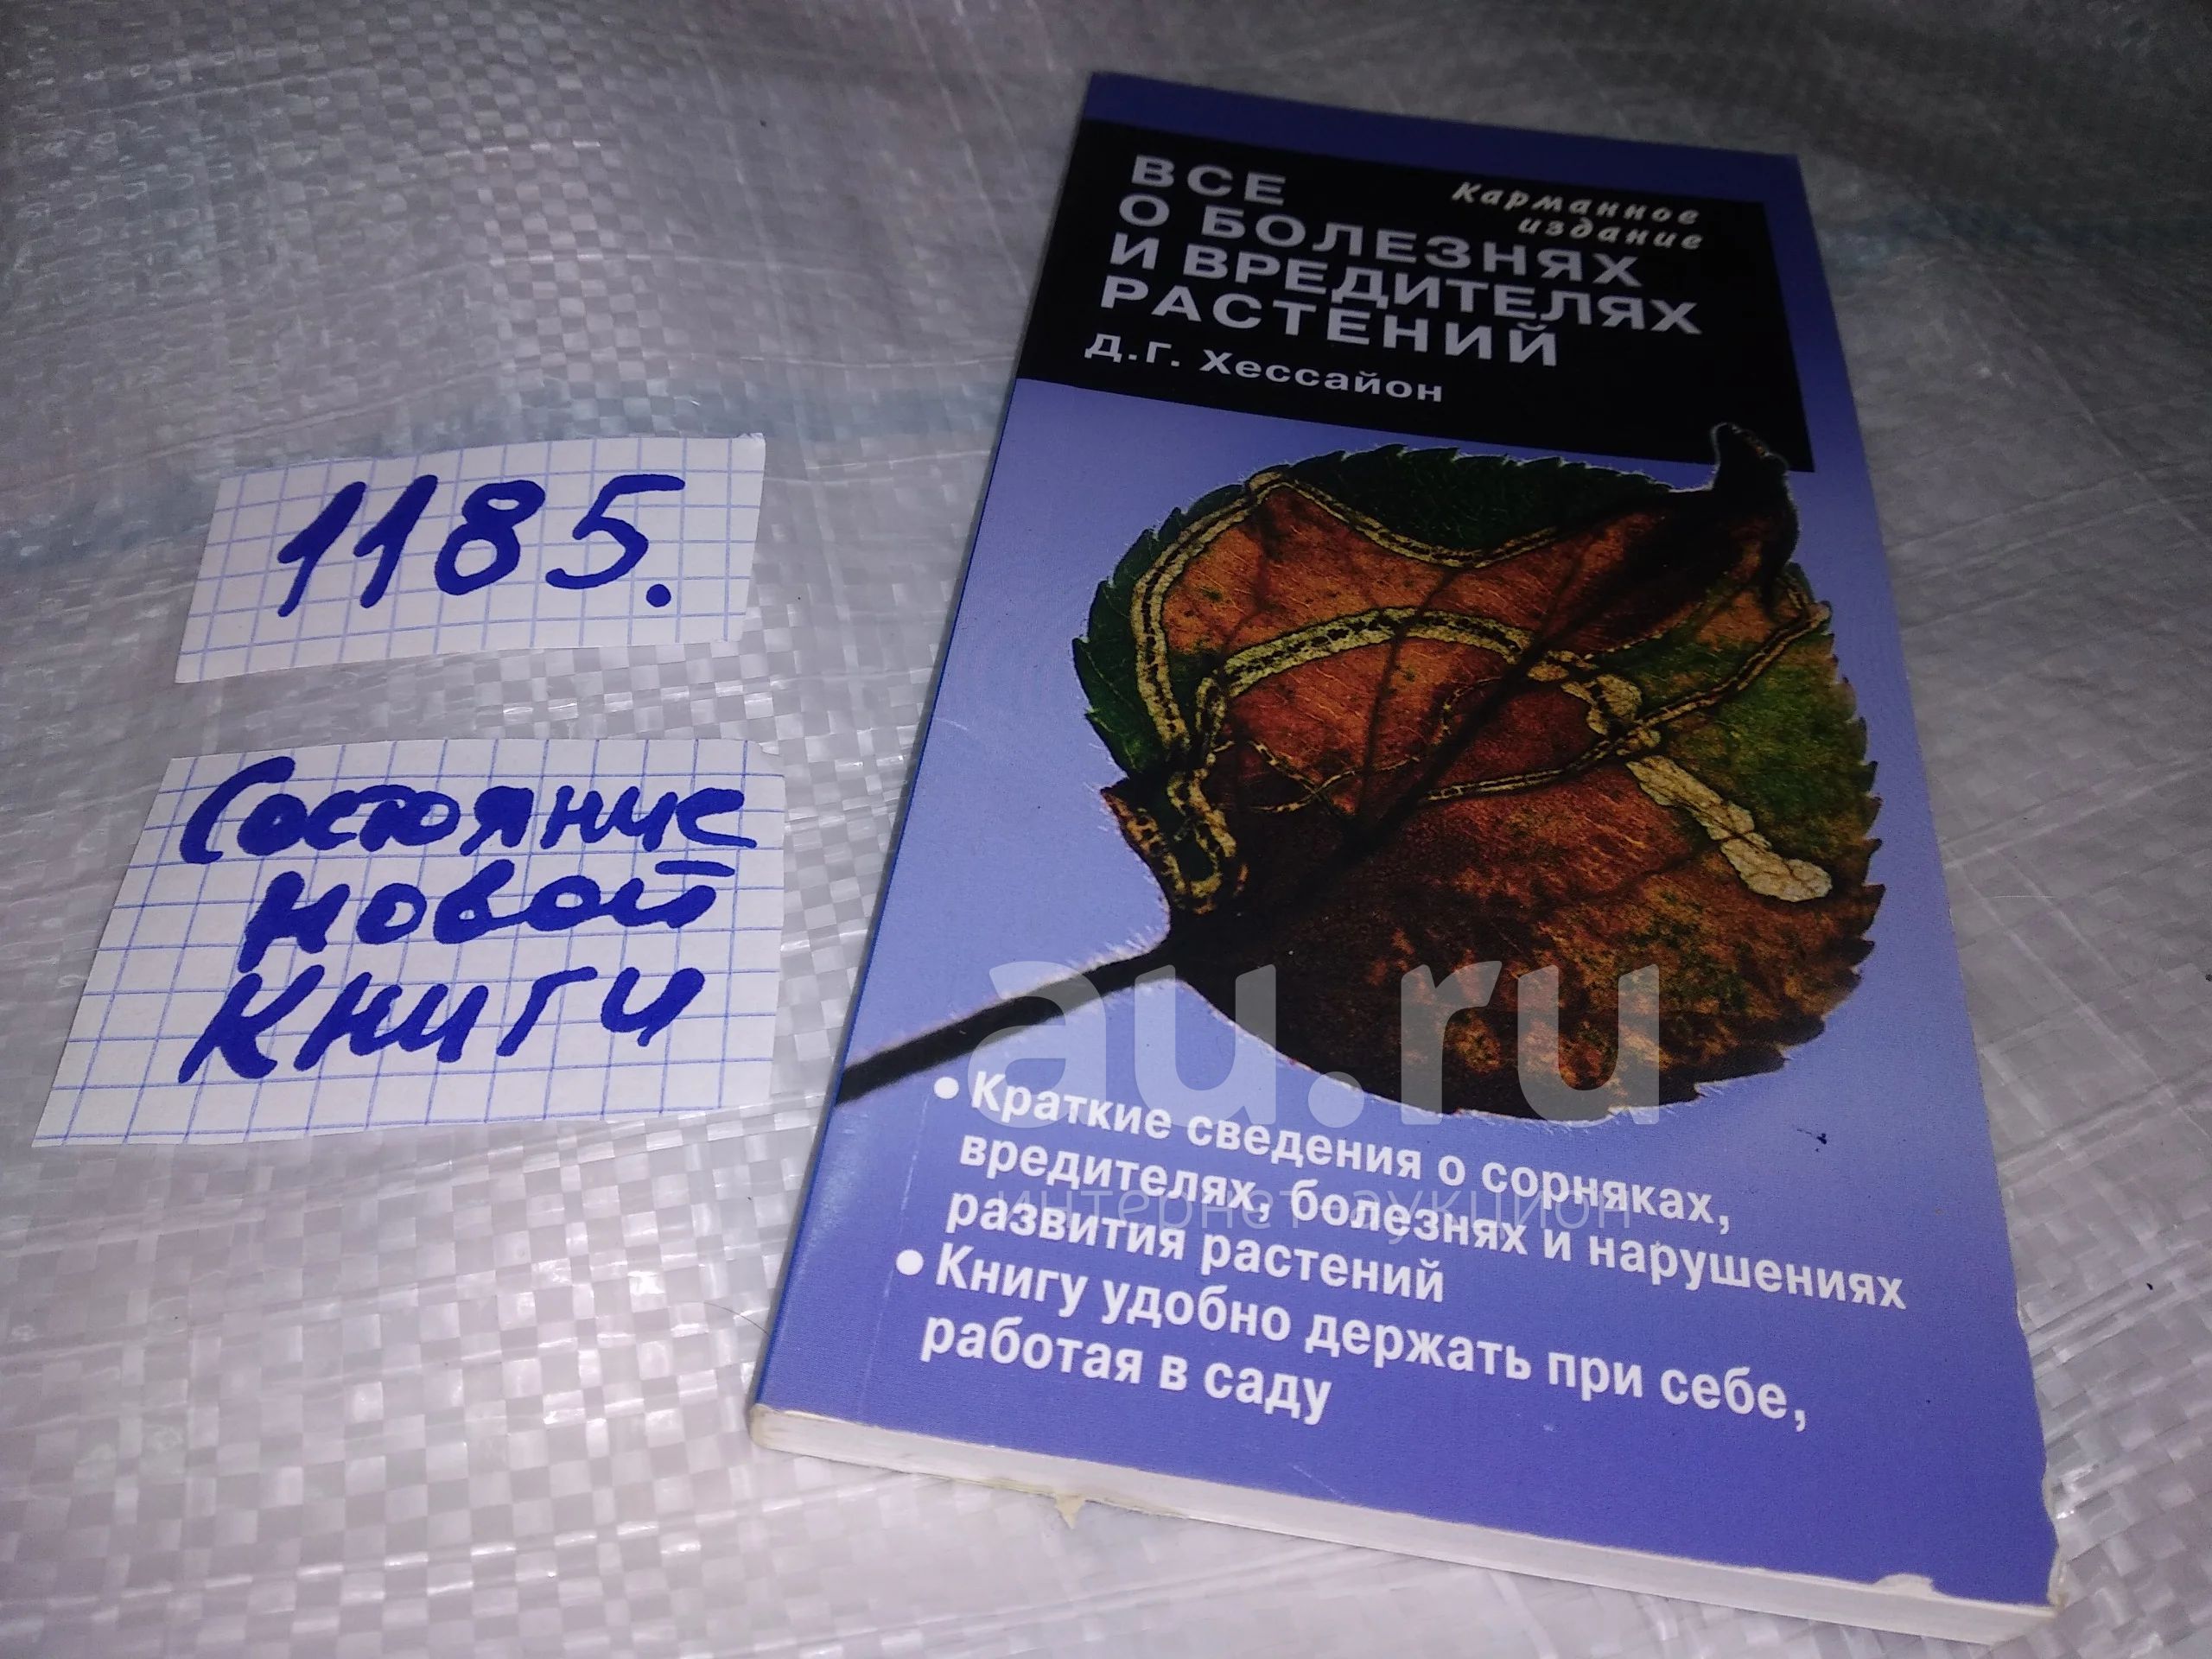 1185.
Состояние
новой
книги
Карманное
издание
ВСЕ
О БОЛЕЗНЯХ
И ВРЕДИТЕЛЯХ
РАСТЕНИЙ
Д.Г. Хессайон
au.ru
интернет-аукцион
• Краткие сведения о сорняках,
вредителях, болезнях и нарушениях
развития растений
• Книгу удобно держать при себе,
работая в саду